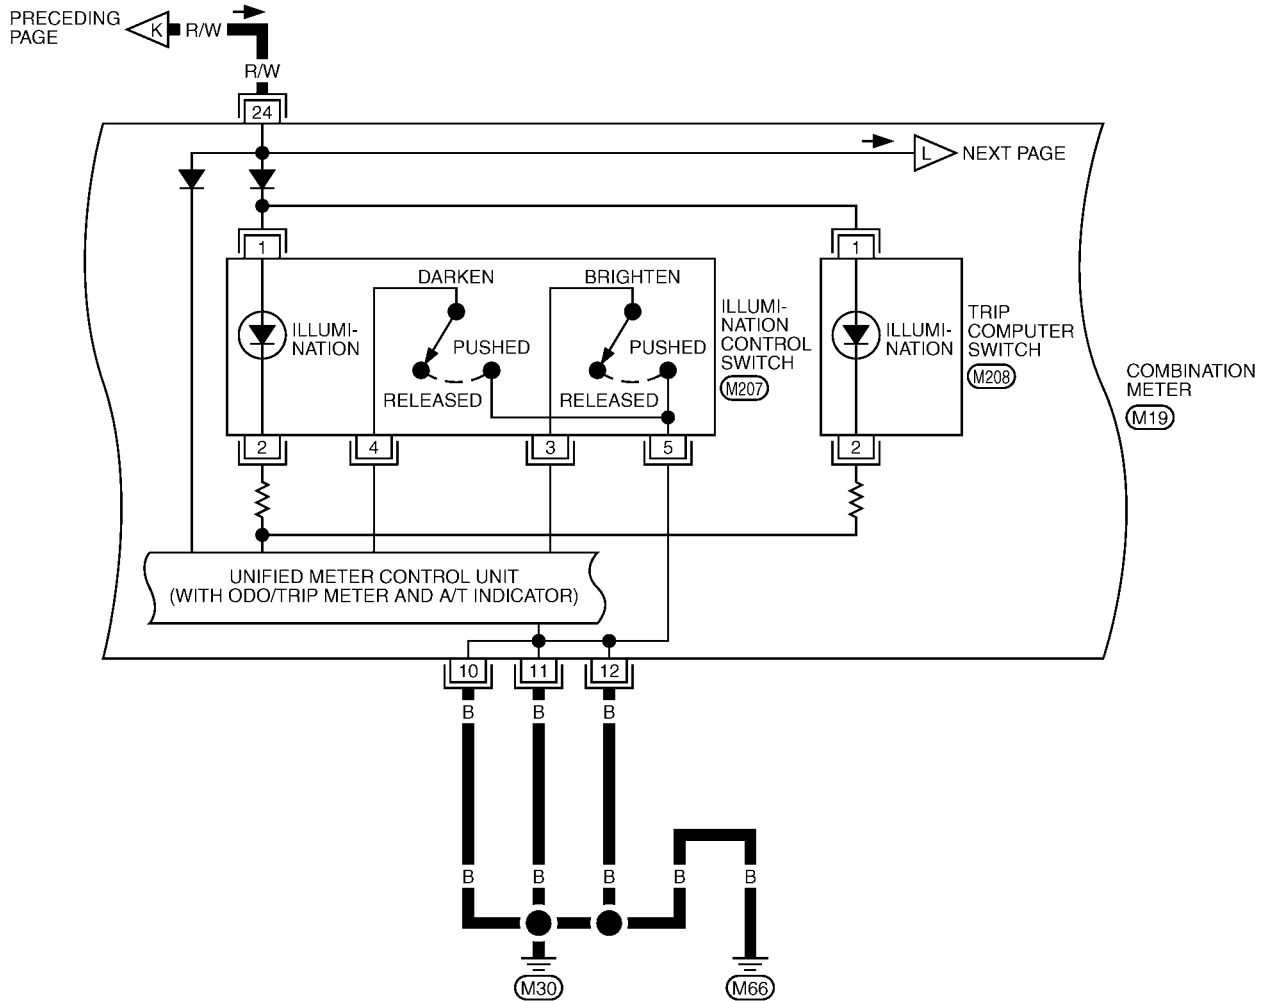 PRECEDING
PAGE
K
R/W
R/W
24
L
NEXT PAGE
1
1
DARKEN
BRIGHTEN
ILLUMI-
NATION
PUSHED
RELEASED
PUSHED
RELEASED
ILLUMI-
NATION
CONTROL
SWITCH
M207
ILLUMI-
NATION
TRIP
COMPUTER
SWITCH
M208
COMBINATION
METER
M19
2
4
3
5
2
UNIFIED METER CONTROL UNIT
(WITH ODO/TRIP METER AND A/T INDICATOR)
10
11
12
B
B
B
B
B
B
B
B
M30
M66